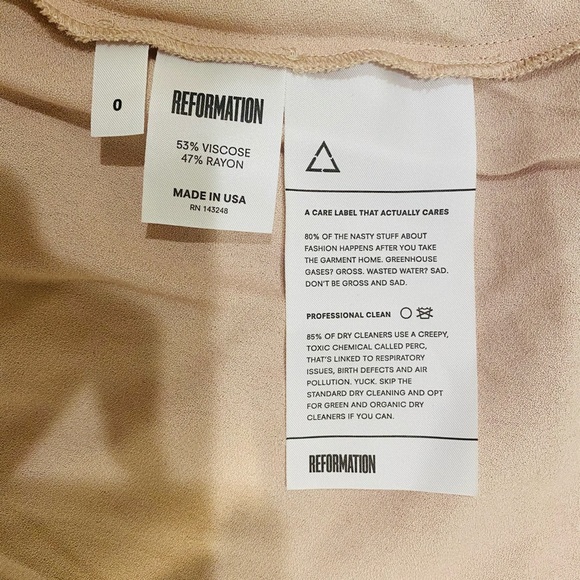 0
REFORMATION
53% VISCOSE
47% RAYON
MADE IN USA
RN 143248
A CARE LABEL THAT ACTUALLY CARES
80% OF THE NASTY STUFF ABOUT
FASHION HAPPENS AFTER YOU TAKE
THE GARMENT HOME. GREENHOUSE
GASES? GROSS. WASTED WATER? SAD.
DON'T BE GROSS AND SAD.
PROFESSIONAL CLEAN
85% OF DRY CLEANERS USE A CREEPY,
TOXIC CHEMICAL CALLED PERC,
THAT'S LINKED TO RESPIRATORY
ISSUES, BIRTH DEFECTS AND AIR
POLLUTION. YUCK. SKIP THE
STANDARD DRY CLEANING AND OPT
FOR GREEN AND ORGANIC DRY
CLEANERS IF YOU CAN.
REFORMATION